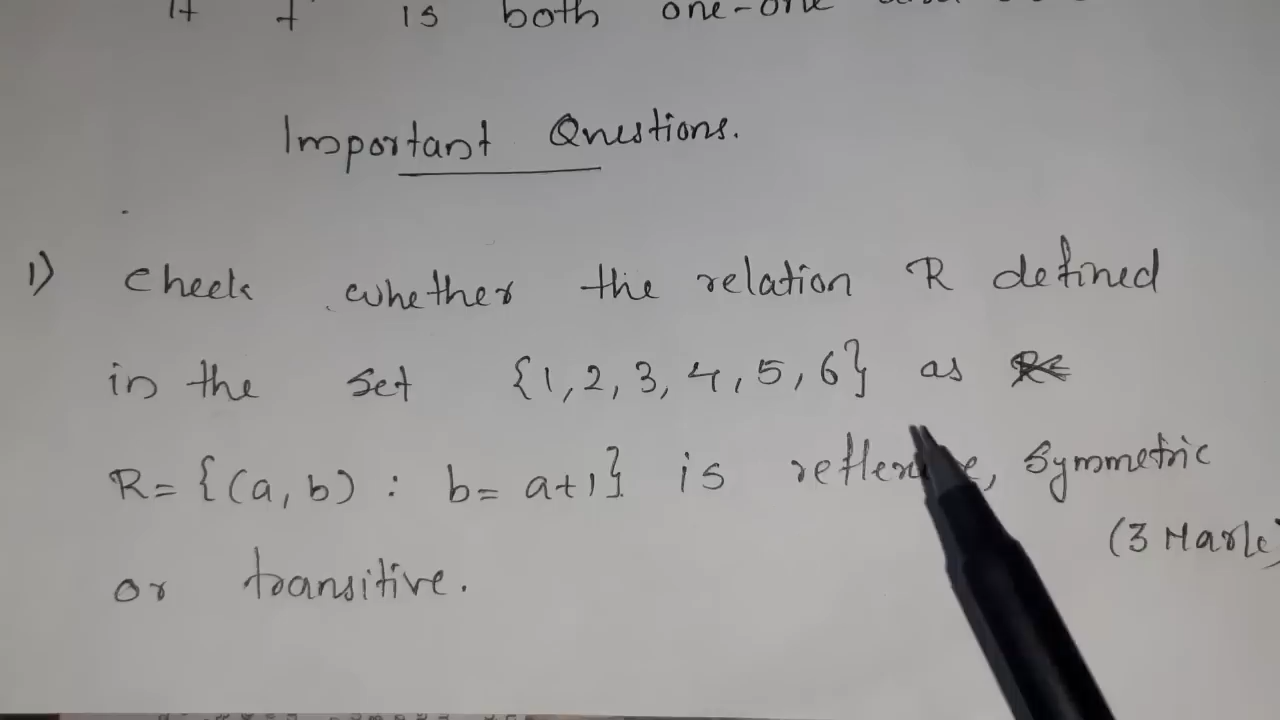 If f is both one-one
Important Questions.
1) Check whether the relation R defined
in the set {1, 2, 3, 4, 5, 6} as
R = {(a, b) : b = a+1} is reflexive, Symmetric
(3 Mark)
or transitive.